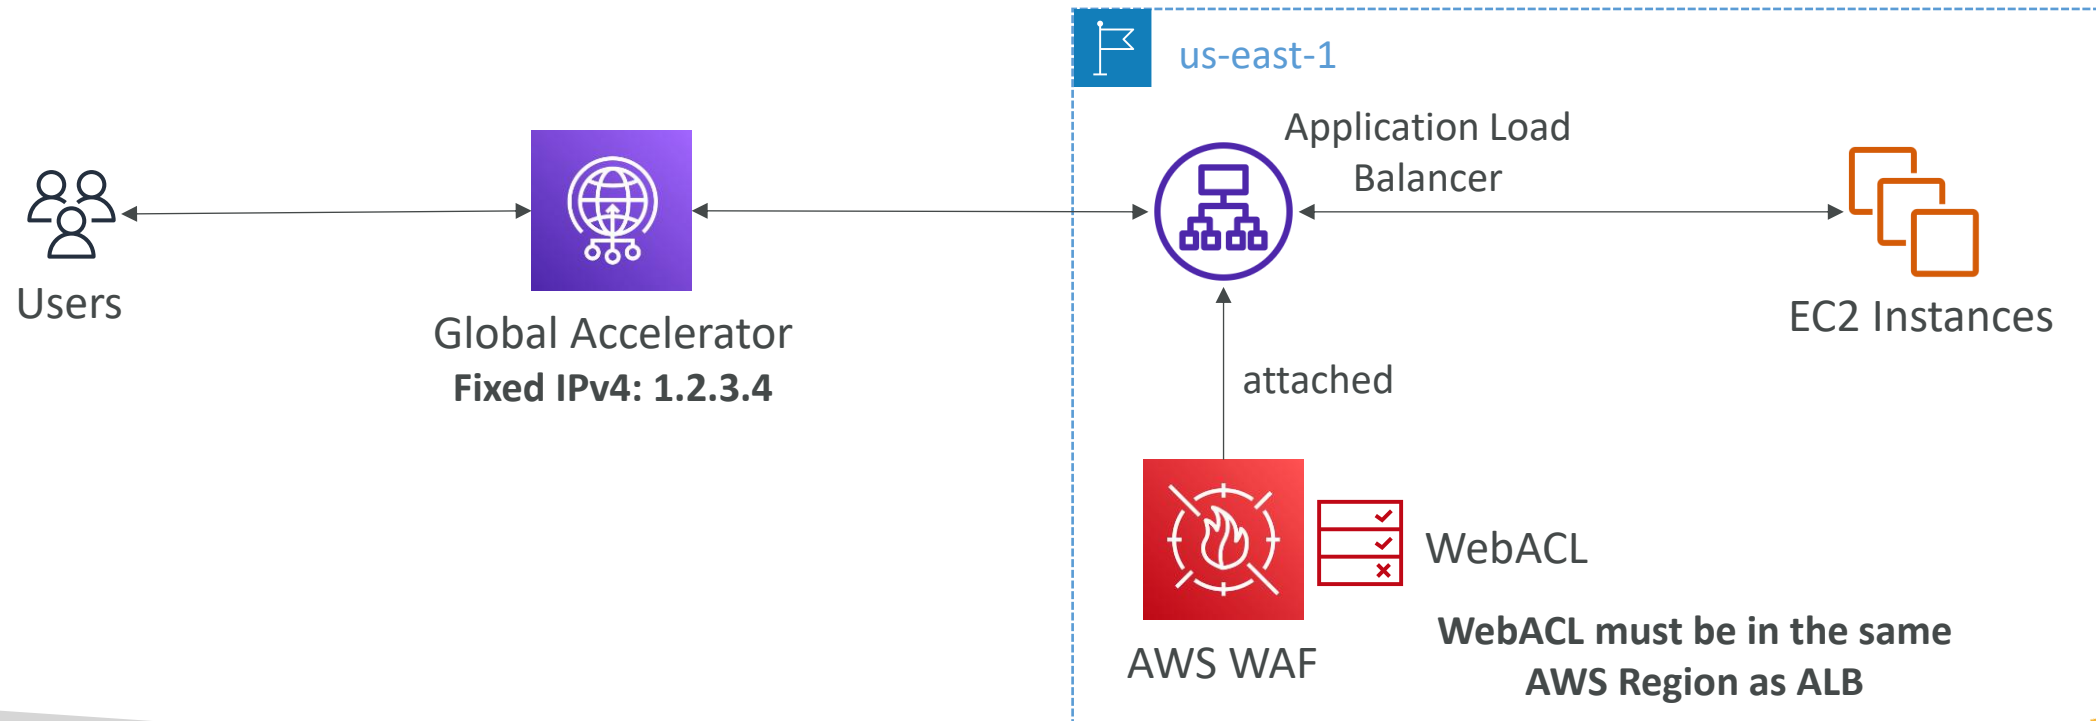 us-east-1
Application Load
Balancer
Users
Global Accelerator
Fixed IPv4: 1.2.3.4
EC2 Instances
attached
WebACL
AWS WAF
WebACL must be in the same
AWS Region as ALB